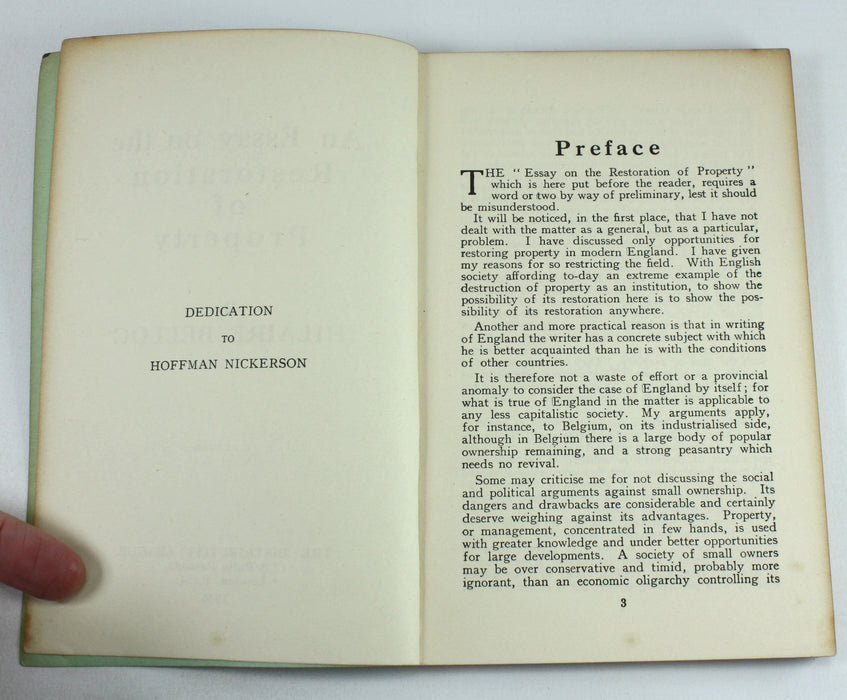 DEDICATION
TO
HOFFMAN NICKERSON
Preface
THE " Essay on the Restoration of Property "
which is here put before the reader, requires a
word or two by way of preliminary, lest it should
be misunderstood.
It will be noticed, in the first place, that I have not
dealt with the matter as a general, but as a particular,
problem. I have discussed only opportunities for
restoring property in modern England. I have given
my reasons for so restricting the field. With English
society affording to-day an extreme example of the
destruction of property as an institution, to show the
possibility of its restoration here is to show the pos-
sibility of its restoration anywhere.
Another and more practical reason is that in writing
of England the writer has a concrete subject with which
he is better acquainted than he is with the conditions
of other countries.
It is therefore not a waste of effort or a provincial
anomaly to consider the case of England by itself; for
what is true of England in the matter is applicable to
any less capitalistic society. My arguments apply,
for instance, to Belgium, on its industrialised side,
although in Belgium there is a large body of popular
ownership remaining, and a strong peasantry which
needs no revival.
Some may criticise me for not discussing the social
and political arguments against small ownership. Its
dangers and drawbacks are considerable and certainly
deserve weighing against its advantages. Property,
or management, concentrated in few hands, is used
with greater knowledge and under better opportunities
for large developments. A society of small owners
may be over conservative and timid, probably more
ignorant, than an economic oligarchy controlling its
3
An Essay on the
Restoration
of
Property
HILAIRE BELLOC